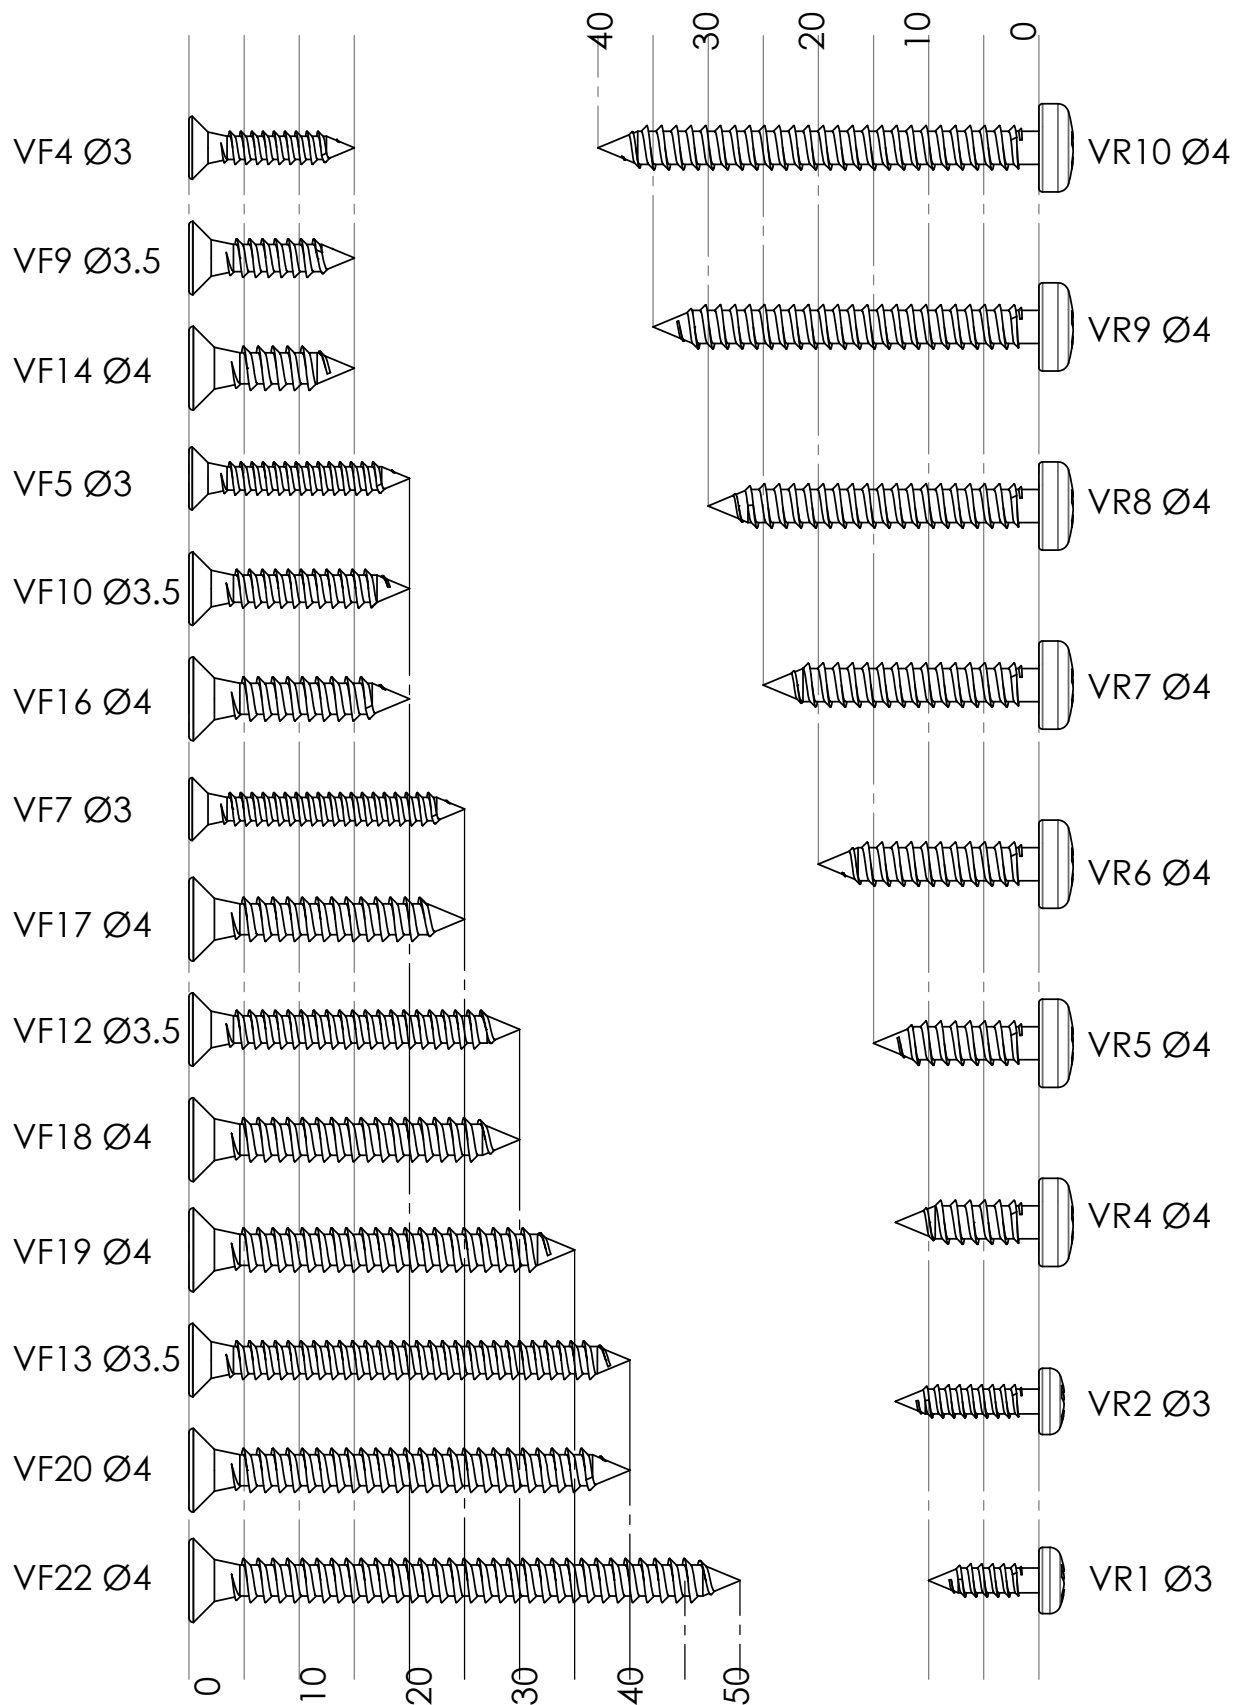 40
30
20
10
0
VF4 Ø3
VR10 Ø4
VF9 Ø3.5
VR9 Ø4
VF14 Ø4
VF5 Ø3
VR8 Ø4
VF10 Ø3.5
VF16 Ø4
VR7 Ø4
VF7 Ø3
VR6 Ø4
VF17 Ø4
VF12 Ø3.5
VR5 Ø4
VF18 Ø4
VR4 Ø4
VF19 Ø4
VF13 Ø3.5
VR2 Ø3
VF20 Ø4
VF22 Ø4
VR1 Ø3
0
10
20
30
40
50